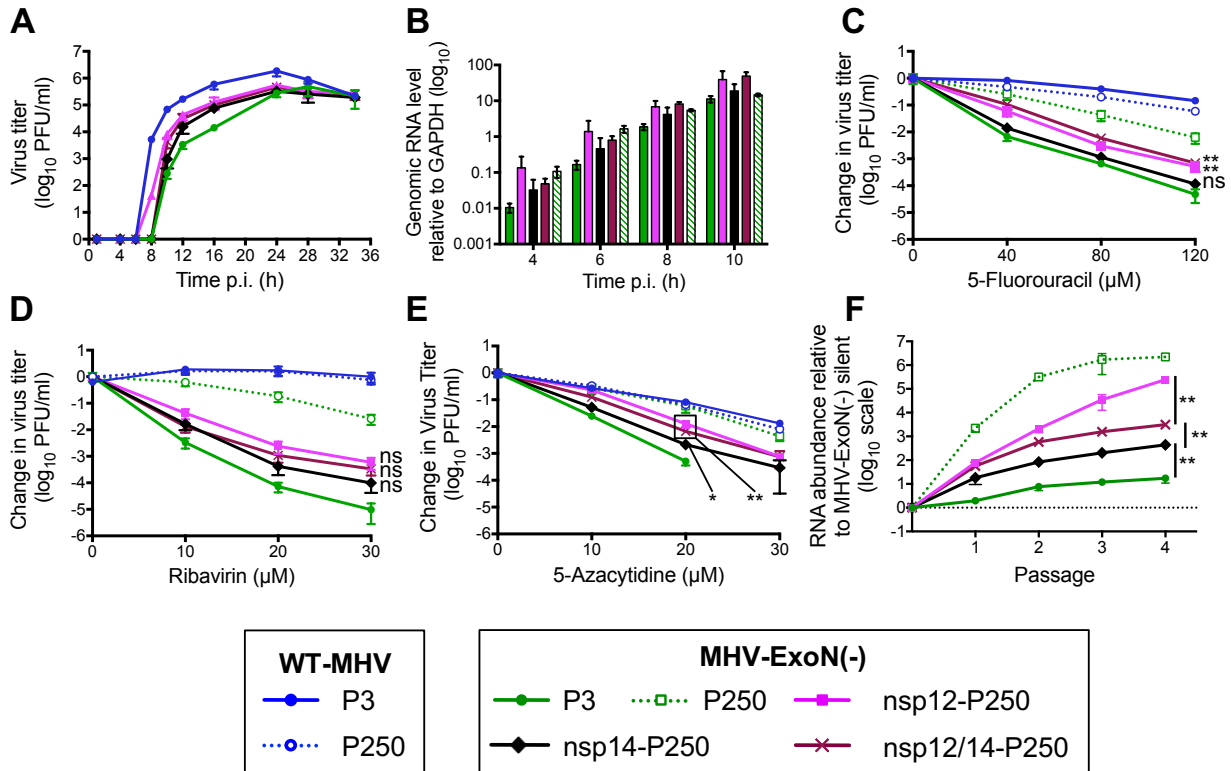 A
Virus titer
(log10 PFU/ml)
7
6
5
4
3
2
1
0
0 4 8 12 16 20 24 28 32 36
Time p.i. (h)
B
Genomic RNA level
relative to GAPDH (log10)
100
10
1
0.1
0.01
0.001
4 6 8 10
Time p.i. (h)
C
Change in virus titer
(log10 PFU/ml)
1
0
-1
-2
-3
-4
-5
-6
**
**
ns
0 40 80 120
5-Fluorouracil (µM)
D
Change in virus titer
(log10 PFU/ml)
1
0
-1
-2
-3
-4
-5
-6
ns
ns
ns
0 10 20 30
Ribavirin (µM)
E
Change in Virus Titer
(log10 PFU/ml)
1
0
-1
-2
-3
-4
-5
-6
* **
0 10 20 30
5-Azacytidine (µM)
F
RNA abundance relative
to MHV-ExoN(-) silent
(log10 scale)
8
7
6
5
4
3
2
1
0
-1
**
**
**
1 2 3 4
Passage
WT-MHV
P3
P250
MHV-ExoN(-)
P3 P250 nsp12-P250
nsp14-P250 nsp12/14-P250